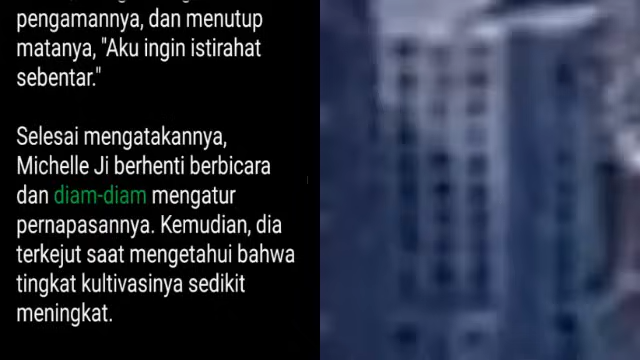 pengamannya, dan menutup
matanya, "Aku ingin istirahat
sebentar."
Selesai mengatakannya,
Michelle Ji berhenti berbicara
dan diam-diam mengatur
pernapasannya. Kemudian, dia
terkejut saat mengetahui bahwa
tingkat kultivasinya sedikit
meningkat.